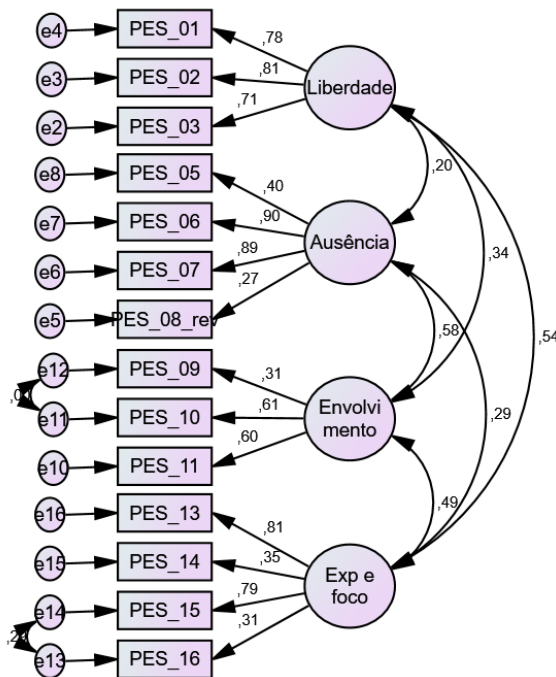 e4 PES_01 ,78
Liberdade
e3 PES_02 ,81
e2 PES_03 ,71
e8 PES_05 ,40
,20
e7 PES_06 ,90
Ausência
,34
e6 PES_07 ,89
e5 PES_08_rev ,27
,58
,54
e12 PES_09 ,31
e11 PES_10 ,61
Envolvi
mento
,29
e10 PES_11 ,60
,49
e16 PES_13 ,81
e15 PES_14 ,35
Exp e
foco
e14 PES_15 ,79
e13 PES_16 ,31